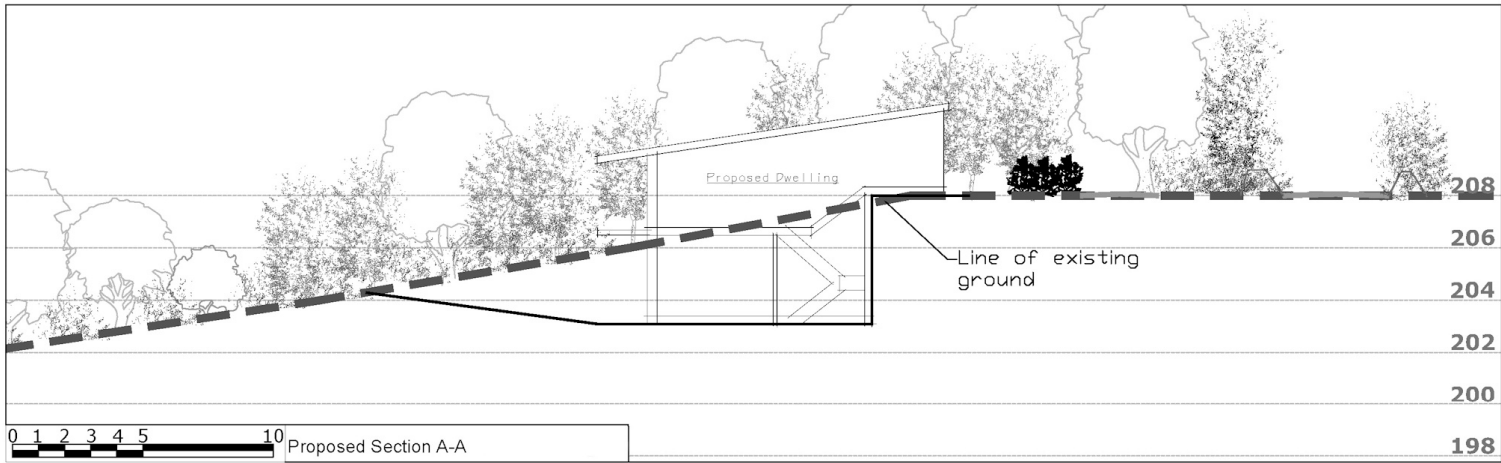 Proposed Dwelling
208
Line of existing
ground
206
204
202
200
0 1 2 3 4 5 10
Proposed Section A-A
198